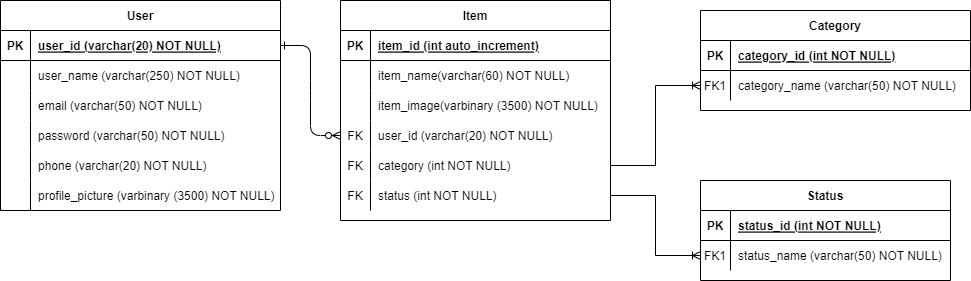 User
PK user_id (varchar(20) NOT NULL)
user_name (varchar(250) NOT NULL)
email (varchar(50) NOT NULL)
password (varchar(50) NOT NULL)
phone (varchar(20) NOT NULL)
profile_picture (varbinary (3500) NOT NULL)
Item
PK item_id (int auto_increment)
item_name(varchar(60) NOT NULL)
item_image(varbinary (3500) NOT NULL)
FK user_id (varchar(20) NOT NULL)
FK category (int NOT NULL)
FK status (int NOT NULL)
Category
PK category_id (int NOT NULL)
FK1 category_name (varchar(50) NOT NULL)
Status
PK status_id (int NOT NULL)
FK1 status_name (varchar(50) NOT NULL)